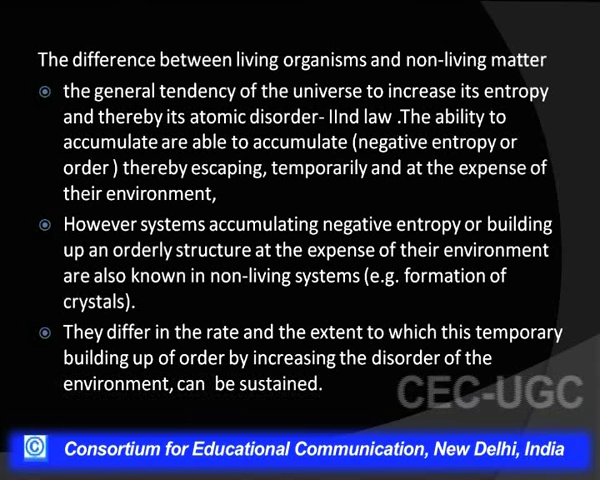 The difference between living organisms and non-living matter
the general tendency of the universe to increase its entropy
and thereby its atomic disorder- IInd law .The ability to
accumulate are able to accumulate (negative entropy or
order ) thereby escaping, temporarily and at the expense of
their environment,
However systems accumulating negative entropy or building
up an orderly structure at the expense of their environment
are also known in non-living systems (e.g. formation of
crystals).
They differ in the rate and the extent to which this temporary
building up of order by increasing the disorder of the
environment, can  be sustained.
CEC-UGC
© Consortium for Educational Communication, New Delhi, India